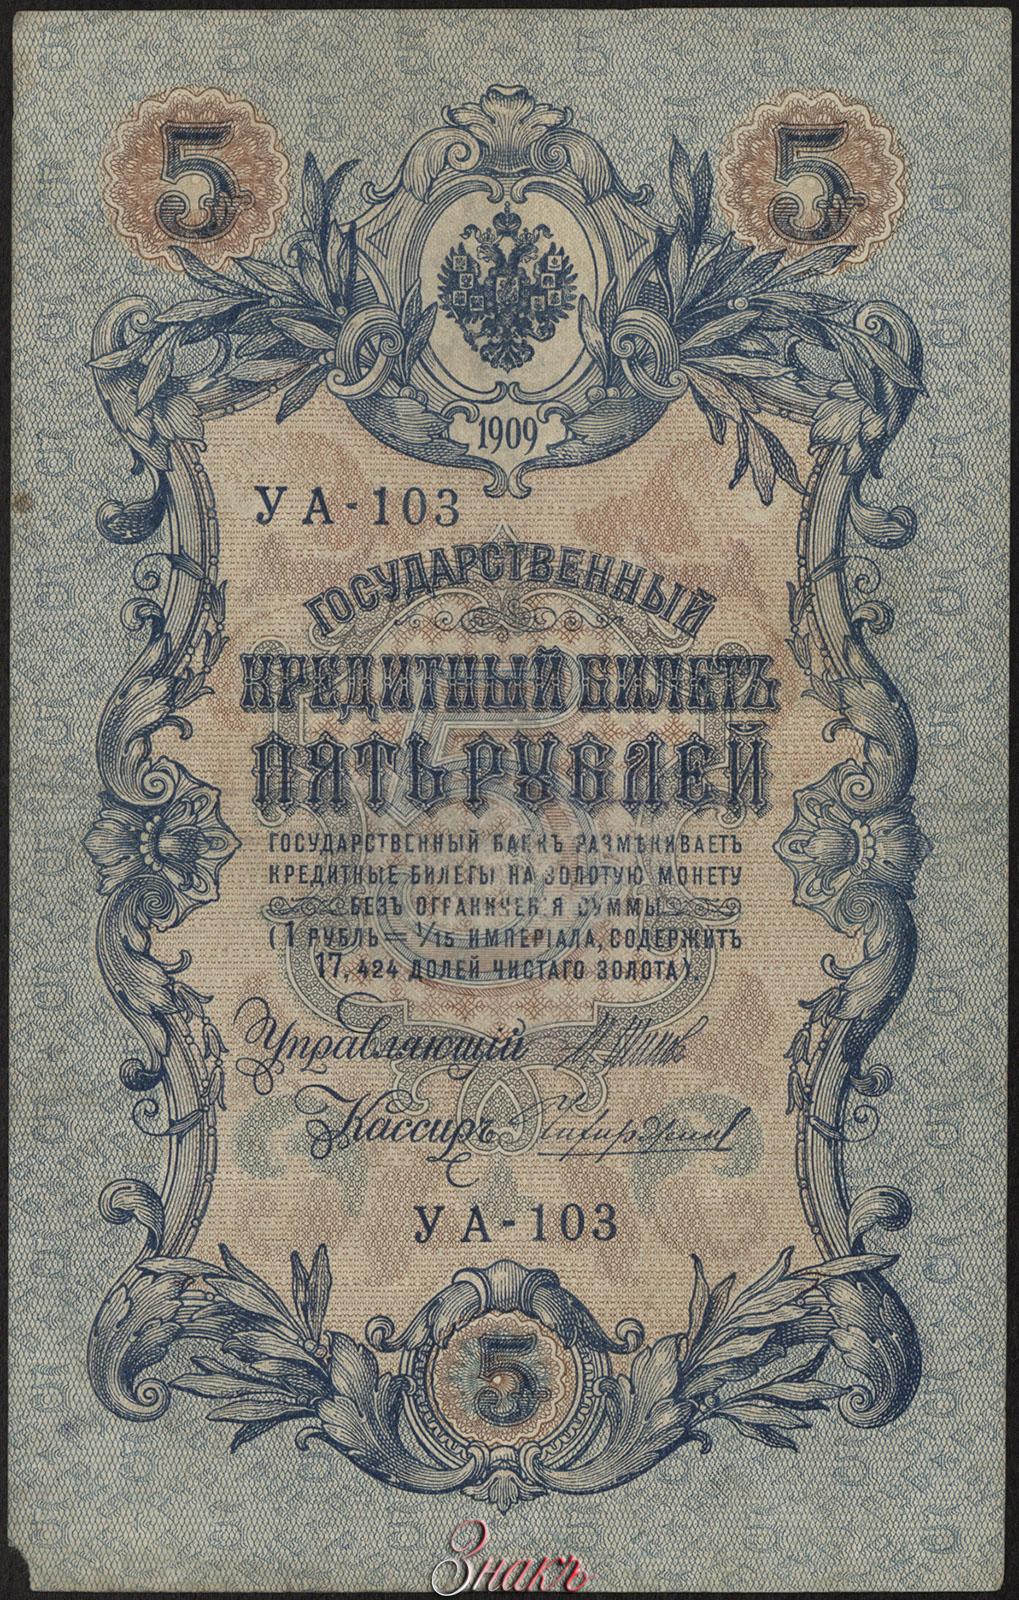 5 5
1909
УА-103
ГОСУДАРСТВЕННЫЙ
КРЕДИТНЫЙ БИЛЕТЪ
ПЯТЬ РУБЛЕЙ
ГОСУДАРСТВЕННЫЙ БАНКЪ РАЗМѢНИВАЕТЪ
КРЕДИТНЫЕ БИЛЕТЫ НА ЗОЛОТУЮ МОНЕТУ
БЕЗЪ ОГРАНИЧЕНІЯ СУММЫ
(1 РУБЛЬ = 1/15 ИМПЕРІАЛА, СОДЕРЖИТЪ
17,424 ДОЛЕЙ ЧИСТАГО ЗОЛОТА).
Управляющій
Кассиръ
УА-103
5
Знакъ